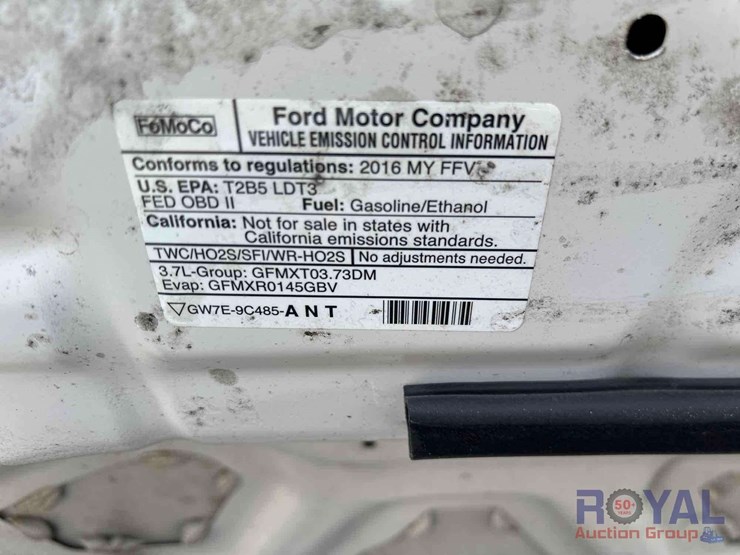 FoMoCo
Ford Motor Company
VEHICLE EMISSION CONTROL INFORMATION
Conforms to regulations: 2016 MY FFV
U.S. EPA: T2B5 LDT3
FED OBD II Fuel: Gasoline/Ethanol
California: Not for sale in states with
California emissions standards.
TWC/HO2S/SFI/WR-HO2S No adjustments needed.
3.7L-Group: GFMXT03.73DM
Evap: GFMXR0145GBV
GW7E-9C485-ANT
ROYAL
50+
YEARS
Auction Group